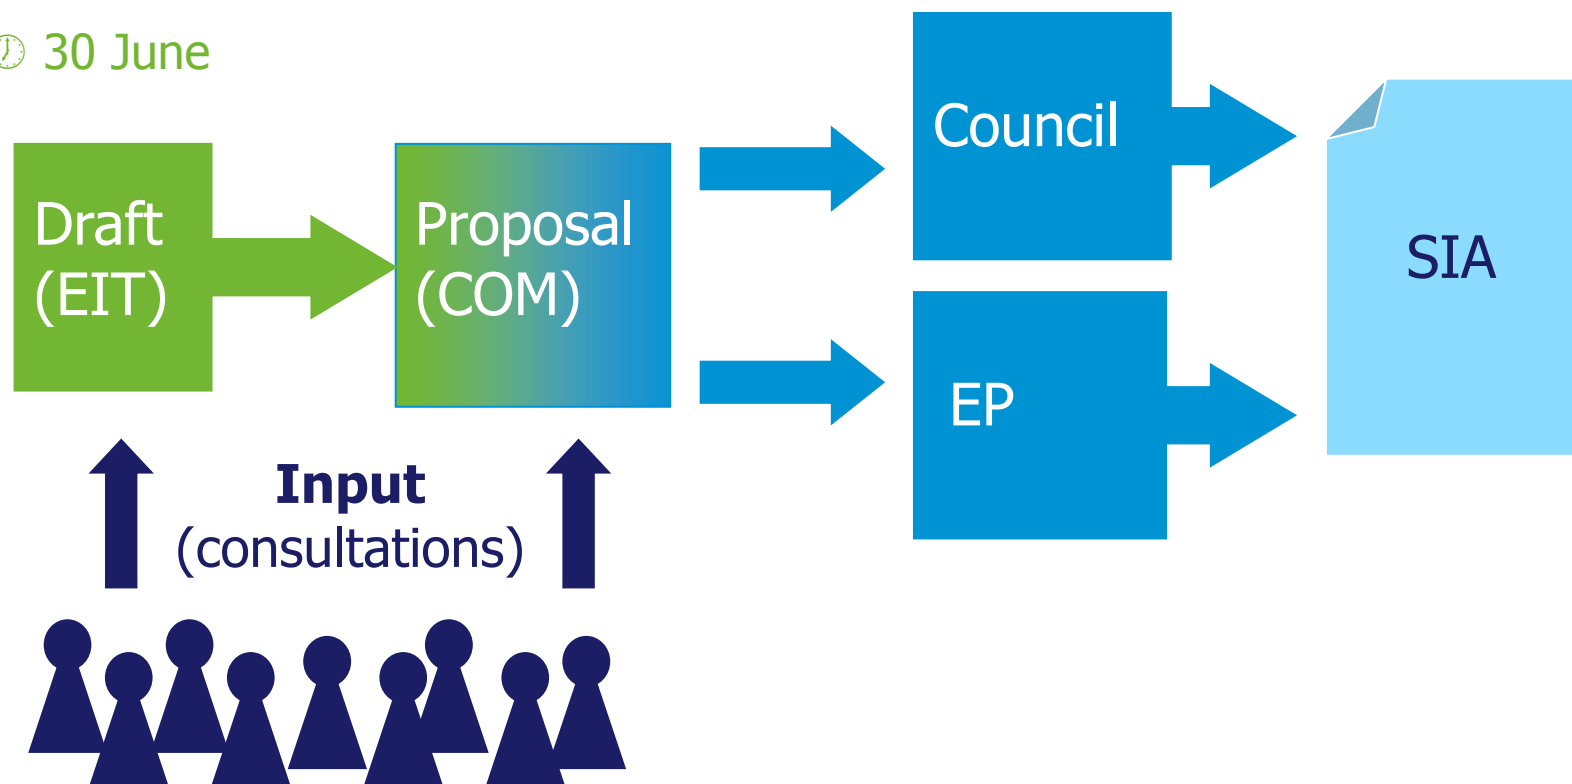 30 June
Draft
(EIT)
Proposal
(COM)
Council
EP
SIA
Input
(consultations)